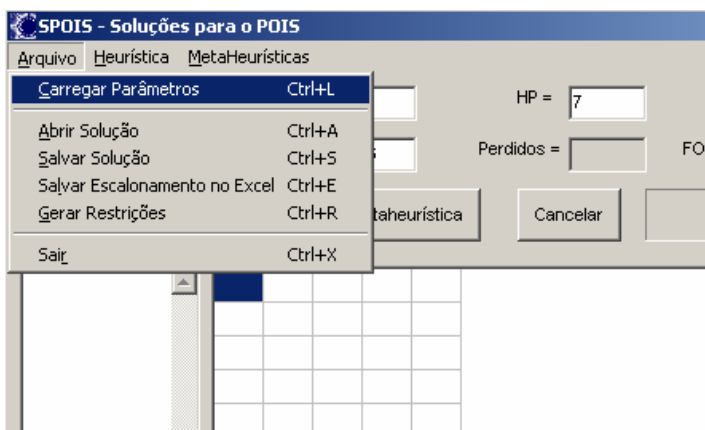 SPOIS - Soluções para o POIS
Arquivo Heurística MetaHeurísticas
Carregar Parâmetros Ctrl+L
HP = 7
Abrir Solução Ctrl+A
Perdidos = FO
Salvar Solução Ctrl+S
Salvar Escalonamento no Excel Ctrl+E
Gerar Restrições Ctrl+R
taheurística Cancelar
Sair Ctrl+X